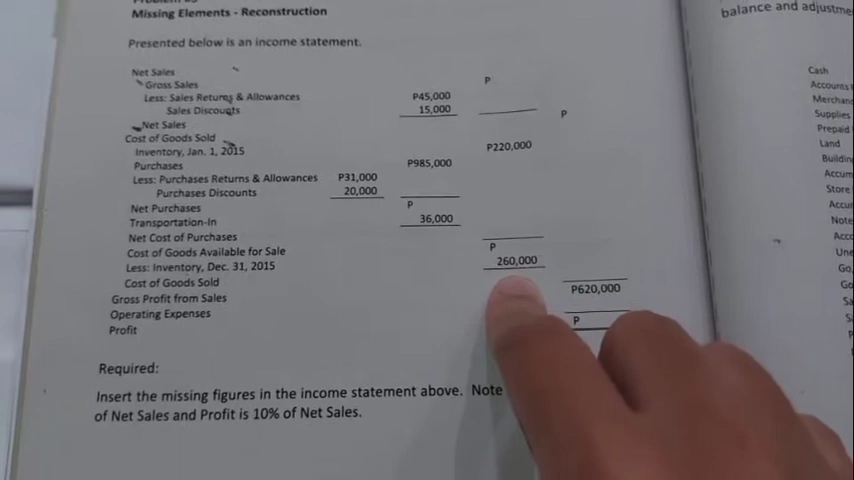 Missing Elements - Reconstruction
Presented below is an income statement.
Net Sales
Gross Sales P
Less: Sales Returns & Allowances P45,000
Sales Discounts 15,000
Net Sales P
Cost of Goods Sold
Inventory, Jan. 1, 2015 P220,000
Purchases P985,000
Less: Purchases Returns & Allowances P31,000
Purchases Discounts 20,000
Net Purchases P
Transportation-In 36,000
Net Cost of Purchases
Cost of Goods Available for Sale P
Less: Inventory, Dec. 31, 2015 260,000
Cost of Goods Sold
Gross Profit from Sales P620,000
Operating Expenses
Profit P
Required:
Insert the missing figures in the income statement above. Note
of Net Sales and Profit is 10% of Net Sales.
balance and adjustme
Cash
Accounts
Merchan
Supplies
Prepaid
Land
Buildin
Accum
Store
Accu
Note
Acc
Une
Go,
Go
Sa
S
P